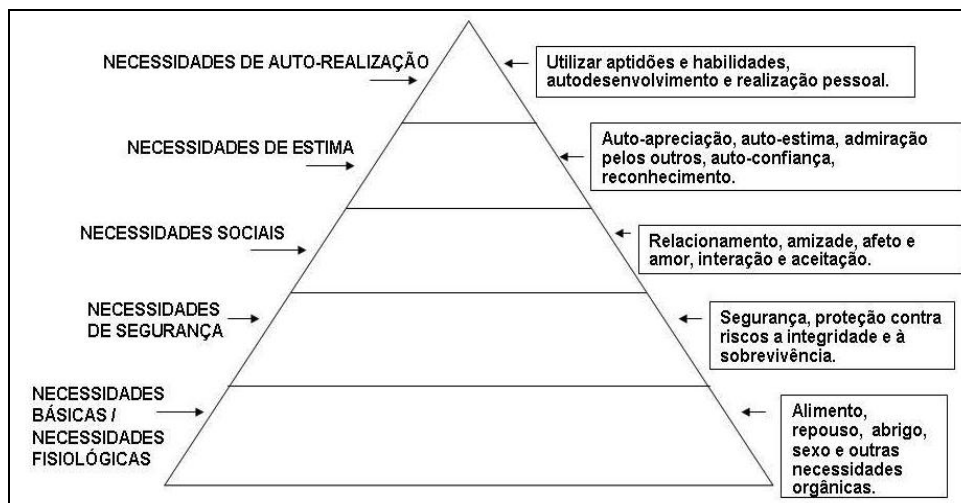 NECESSIDADES DE AUTO-REALIZAÇÃO
Utilizar aptidões e habilidades,
autodesenvolvimento e realização pessoal.
NECESSIDADES DE ESTIMA
Auto-apreciação, auto-estima, admiração
pelos outros, auto-confiança,
reconhecimento.
NECESSIDADES SOCIAIS
Relacionamento, amizade, afeto e
amor, interação e aceitação.
NECESSIDADES
DE SEGURANÇA
Segurança, proteção contra
riscos a integridade e à
sobrevivência.
NECESSIDADES
BÁSICAS /
NECESSIDADES
FISIOLÓGICAS
Alimento,
repouso, abrigo,
sexo e outras
necessidades
orgânicas.